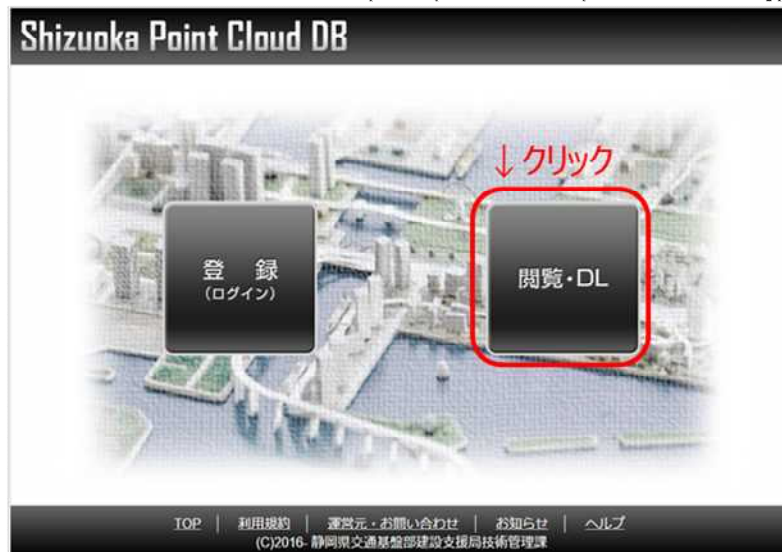 Shizuoka Point Cloud DB
↓クリック
登 録
(ログイン)
閲覧・DL
TOP | 利用規約 | 運営元・お問い合わせ | お知らせ | ヘルプ
(C)2016- 静岡県交通基盤部建設支援局技術管理課